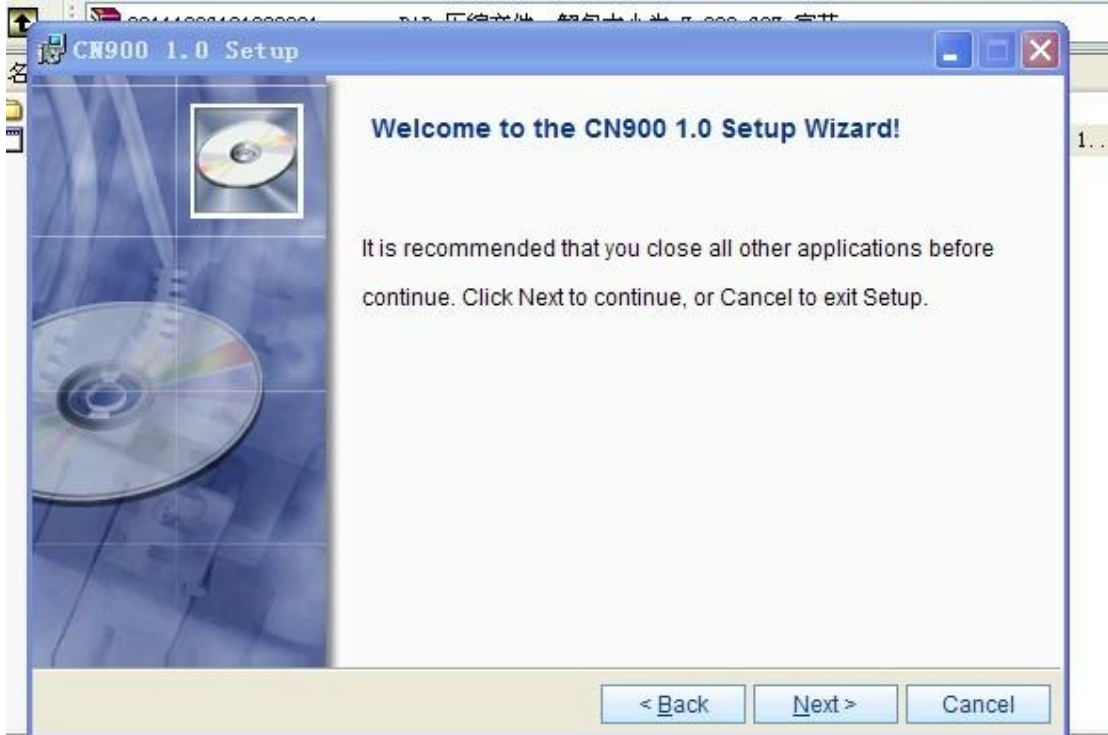 CN900 1.0 Setup
名
1..
Welcome to the CN900 1.0 Setup Wizard!
It is recommended that you close all other applications before
continue. Click Next to continue, or Cancel to exit Setup.
< Back
Next >
Cancel